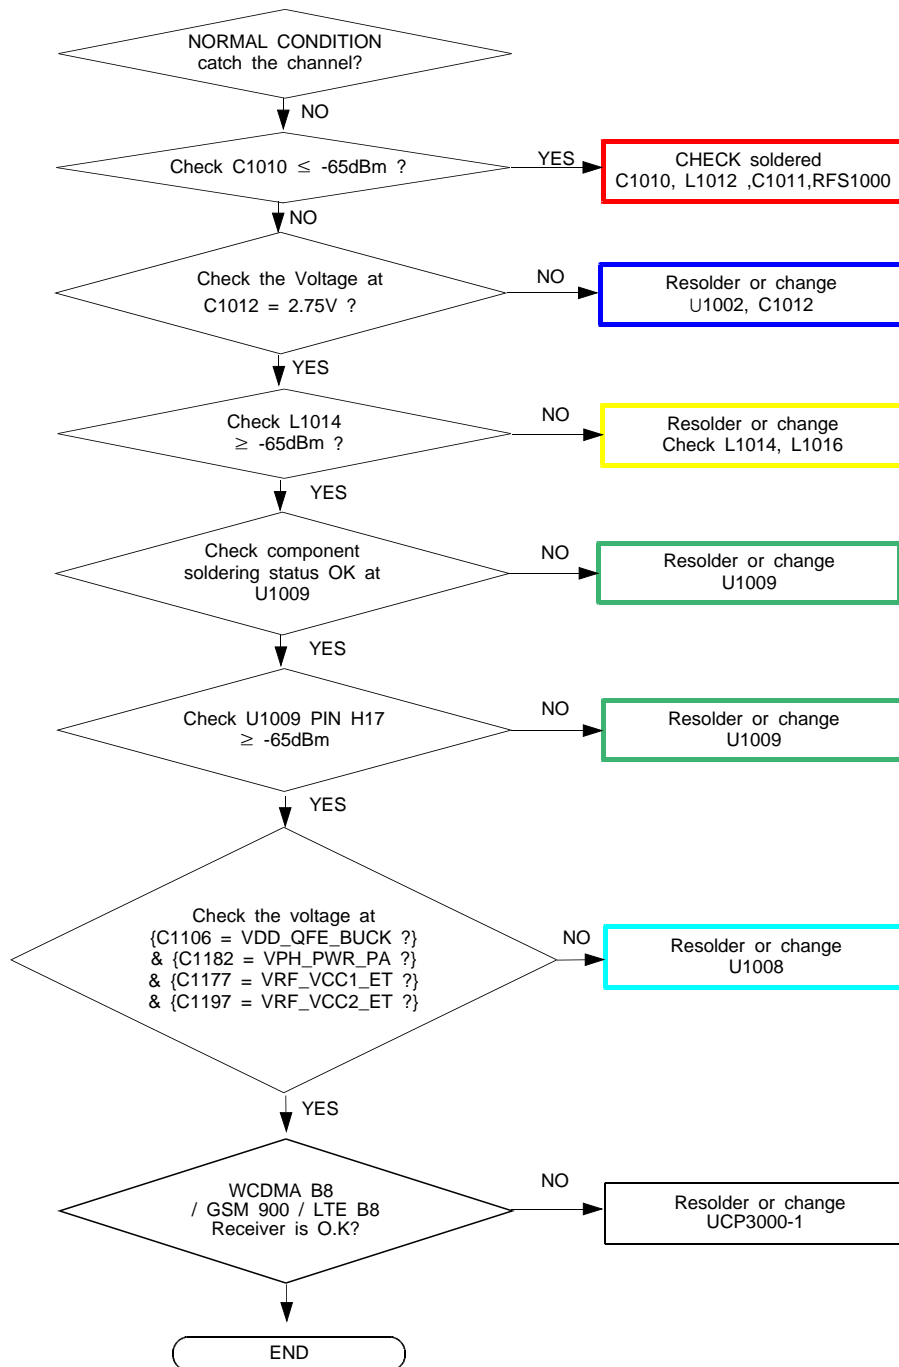 NORMAL CONDITION
catch the channel?
NO
Check C1010 ≤ -65dBm ?
YES
CHECK soldered
C1010, L1012 ,C1011,RFS1000
NO
Check the Voltage at
C1012 = 2.75V ?
NO
Resolder or change
U1002, C1012
YES
Check L1014
≥ -65dBm ?
NO
Resolder or change
Check L1014, L1016
YES
Check component
soldering status OK at
U1009
NO
Resolder or change
U1009
YES
Check U1009 PIN H17
≥ -65dBm
NO
Resolder or change
U1009
YES
Check the voltage at
{C1106 = VDD_QFE_BUCK ?}
& {C1182 = VPH_PWR_PA ?}
& {C1177 = VRF_VCC1_ET ?}
& {C1197 = VRF_VCC2_ET ?}
NO
Resolder or change
U1008
YES
WCDMA B8
/ GSM 900 / LTE B8
Receiver is O.K?
NO
Resolder or change
UCP3000-1
END